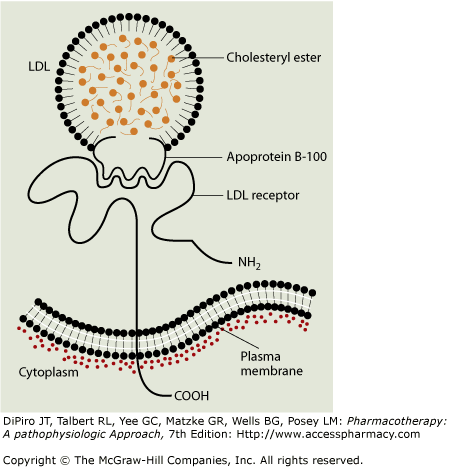 LDL
Cholesteryl ester
Apoprotein B-100
LDL receptor
NH2
Plasma
membrane
Cytoplasm
COOH
DiPiro JT, Talbert RL, Yee GC, Matzke GR, Wells BG, Posey LM: Pharmacotherapy:
A pathophysiologic Approach, 7th Edition: Http://www.accesspharmacy.com
Copyright © The McGraw-Hill Companies, Inc. All rights reserved.